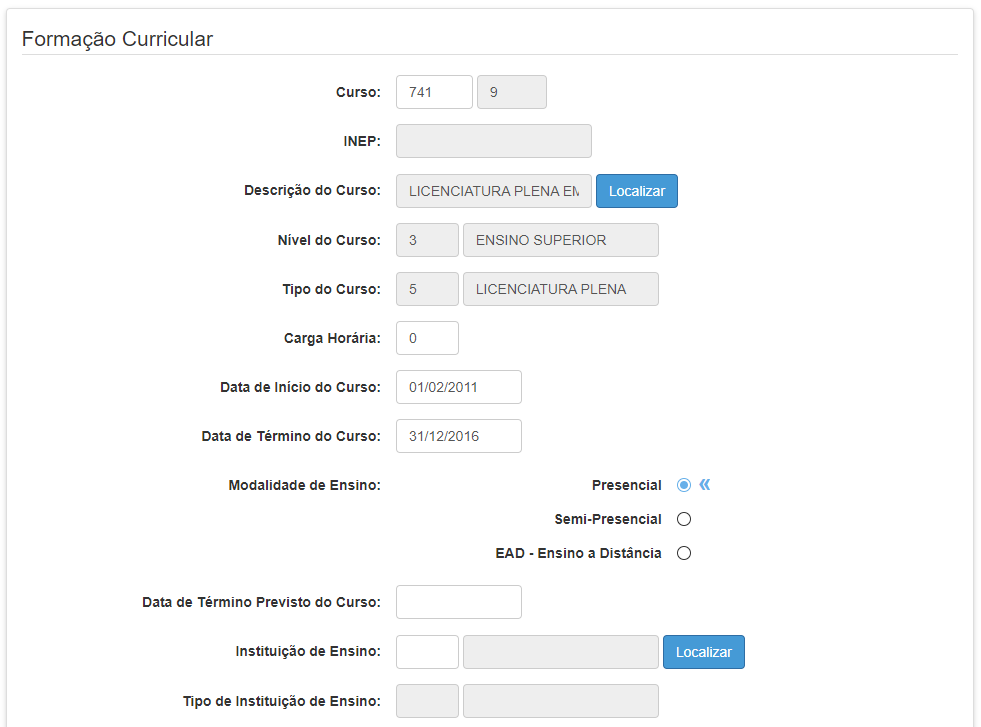 Formação Curricular
Curso: 741 9
INEP:
Descrição do Curso: LICENCIATURA PLENA EM Localizar
Nível do Curso: 3 ENSINO SUPERIOR
Tipo do Curso: 5 LICENCIATURA PLENA
Carga Horária: 0
Data de Início do Curso: 01/02/2011
Data de Término do Curso: 31/12/2016
Modalidade de Ensino: Presencial «
Semi-Presencial
EAD - Ensino a Distância
Data de Término Previsto do Curso:
Instituição de Ensino: Localizar
Tipo de Instituição de Ensino: